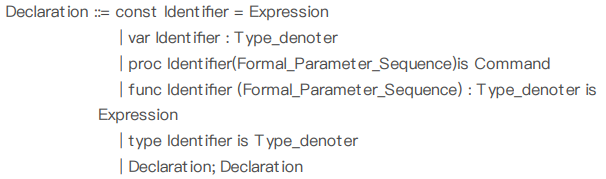 Declaration ::= const Identifier = Expression
| var Identifier : Type_denoter
| proc Identifier(Formal_Parameter_Sequence)is Command
| func Identifier (Formal_Parameter_Sequence) : Type_denoter is
Expression
| type Identifier is Type_denoter
| Declaration; Declaration